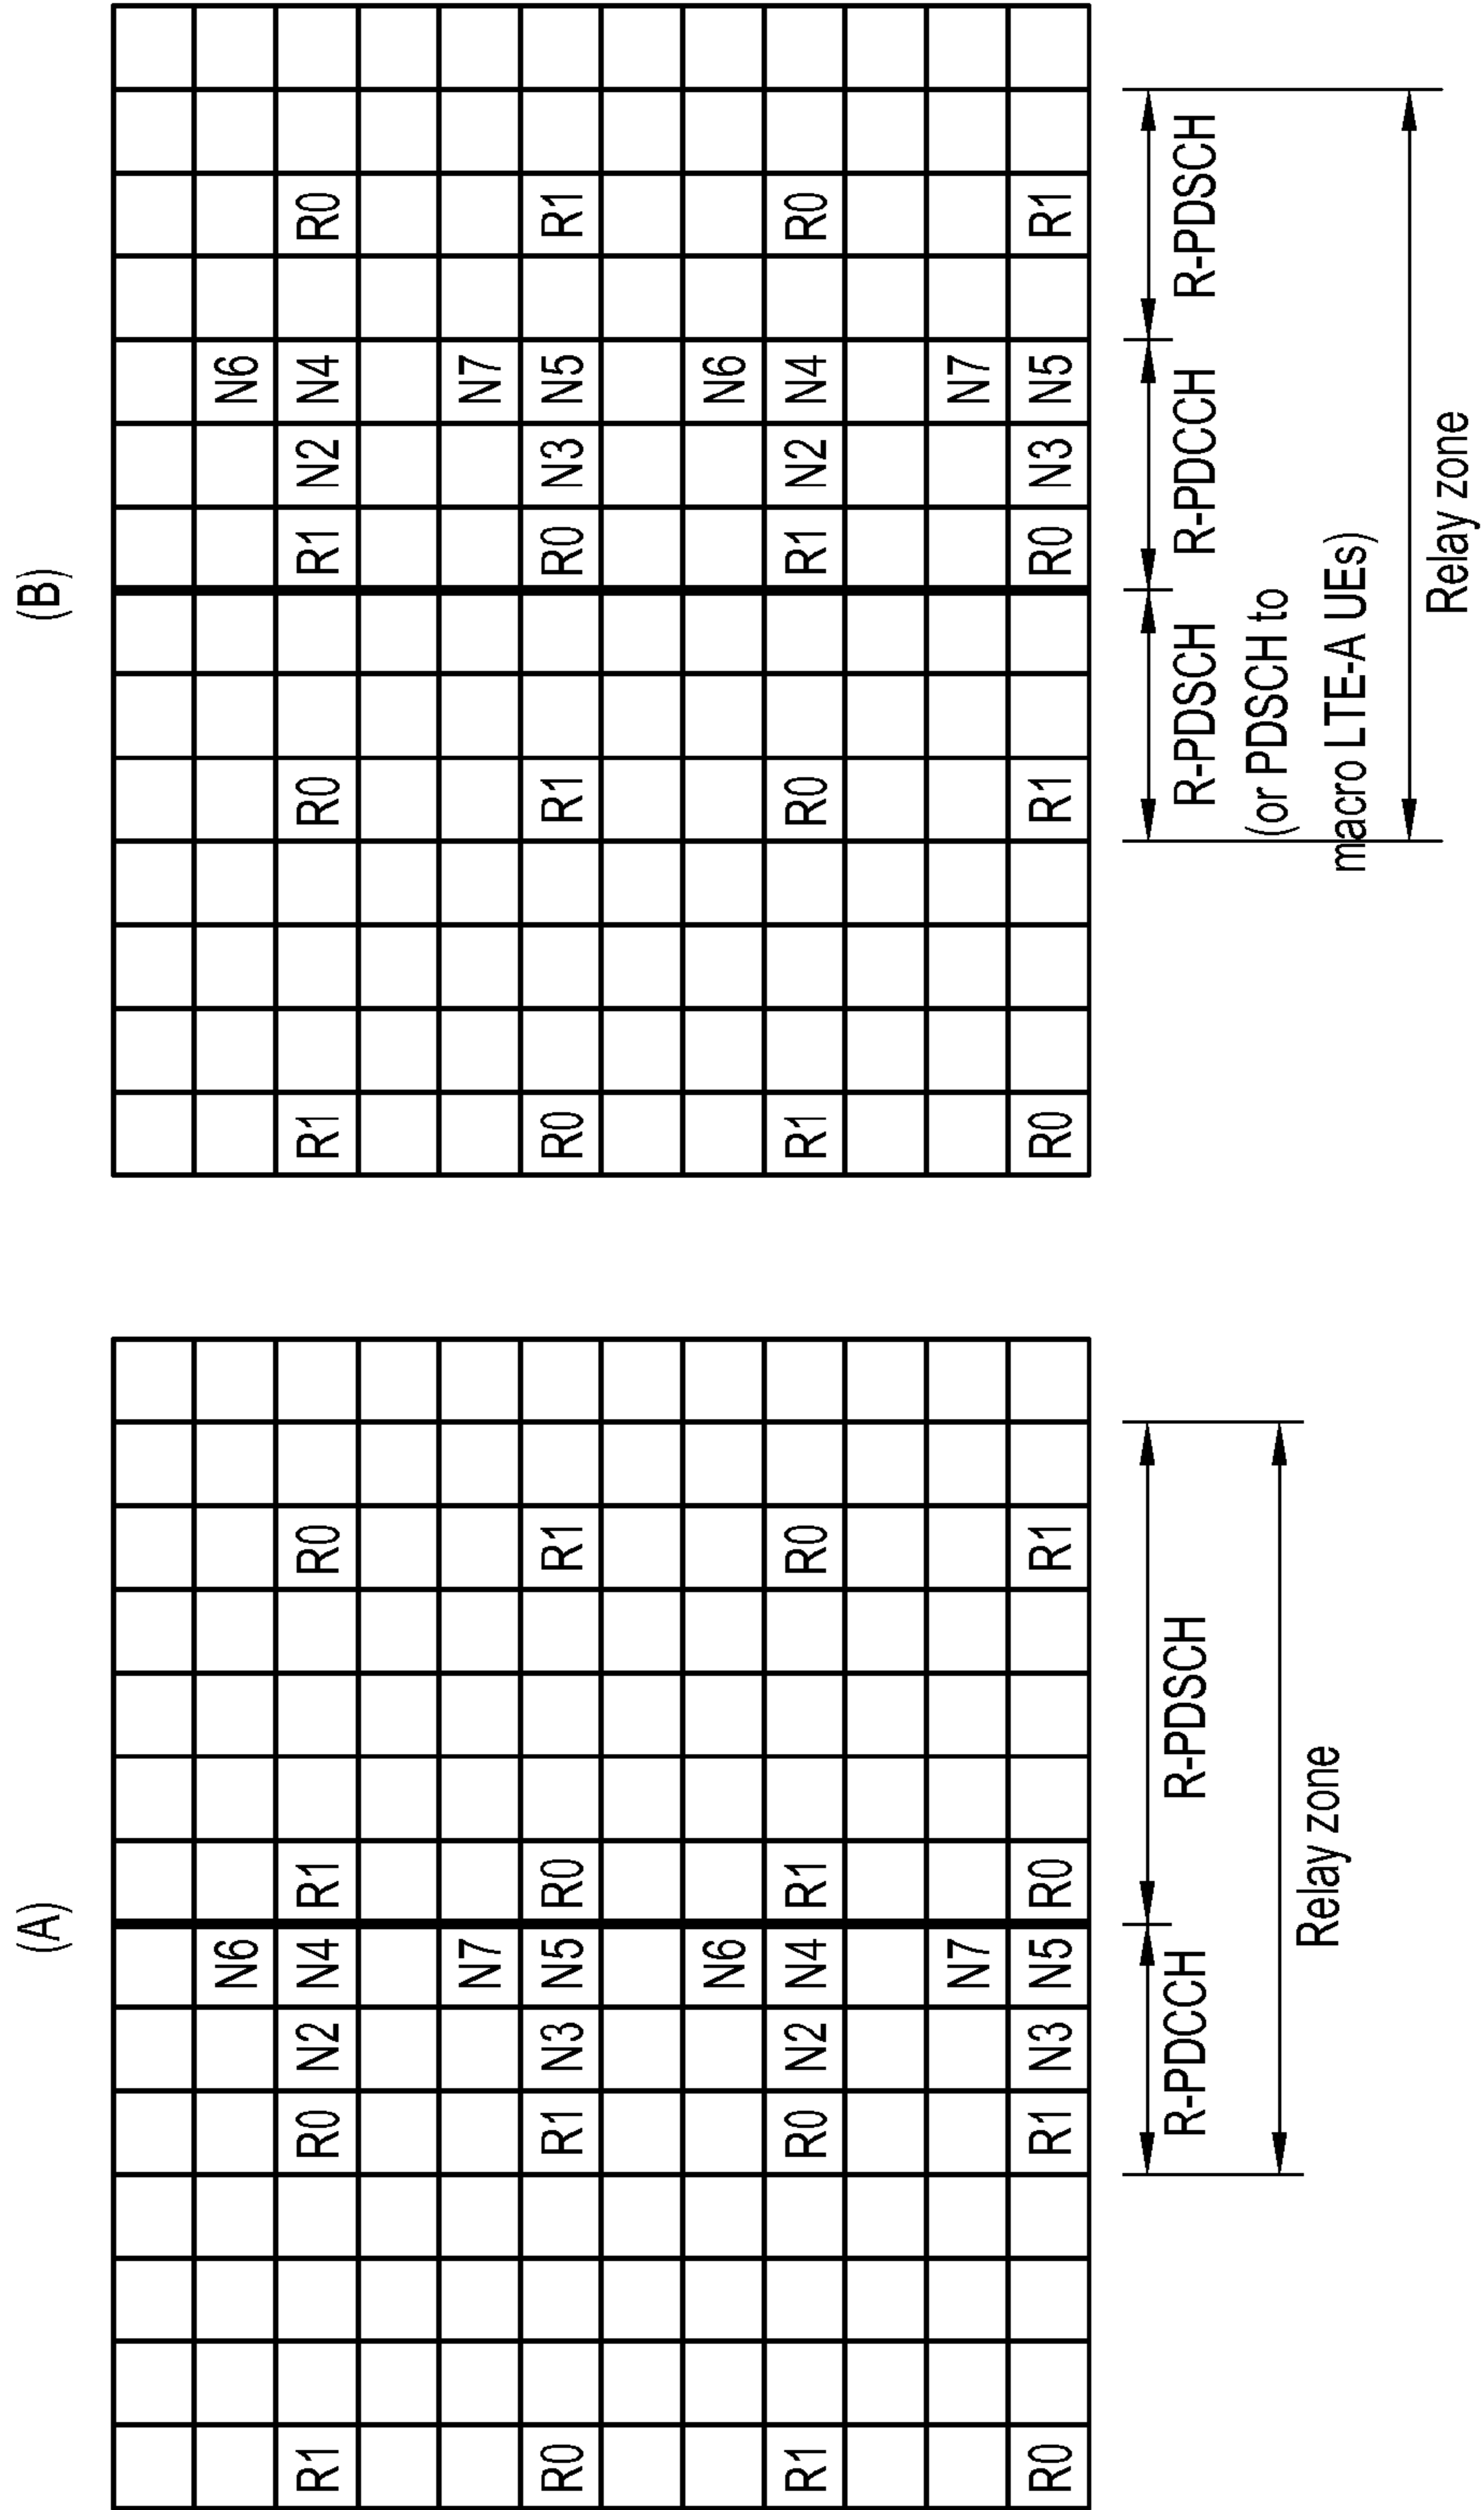 (A)
N6
R1 R0 N2 N4 R1 R0
N7
R0 R1 N3 N5 R0 R1
N6
R1 R0 N2 N4 R1 R0
N7
R0 R1 N3 N5 R0 R1
R-PDCCH
R-PDSCH
Relay zone
(B)
N6
R1 R0 R1 N2 N4 R0
N7
R0 R1 R0 N3 N5 R1
N6
R1 R0 R1 N2 N4 R0
N7
R0 R1 R0 N3 N5 R1
R-PDSCH
(or PDSCH to
macro LTE-A UEs)
R-PDCCH
R-PDSCH
Relay zone